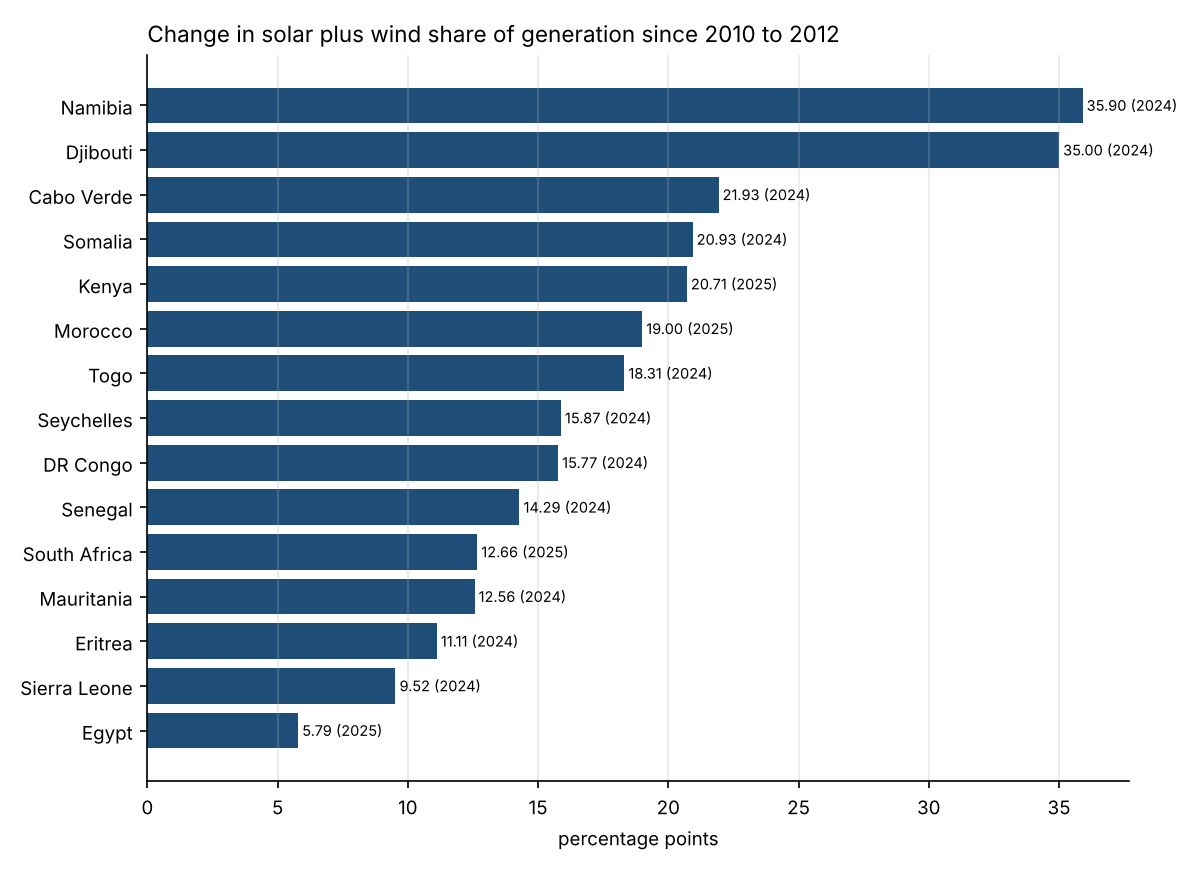 Change in solar plus wind share of generation since 2010 to 2012
Namibia 35.90 (2024)
Djibouti 35.00 (2024)
Cabo Verde 21.93 (2024)
Somalia 20.93 (2024)
Kenya 20.71 (2025)
Morocco 19.00 (2025)
Togo 18.31 (2024)
Seychelles 15.87 (2024)
DR Congo 15.77 (2024)
Senegal 14.29 (2024)
South Africa 12.66 (2025)
Mauritania 12.56 (2024)
Eritrea 11.11 (2024)
Sierra Leone 9.52 (2024)
Egypt 5.79 (2025)
0 5 10 15 20 25 30 35
percentage points